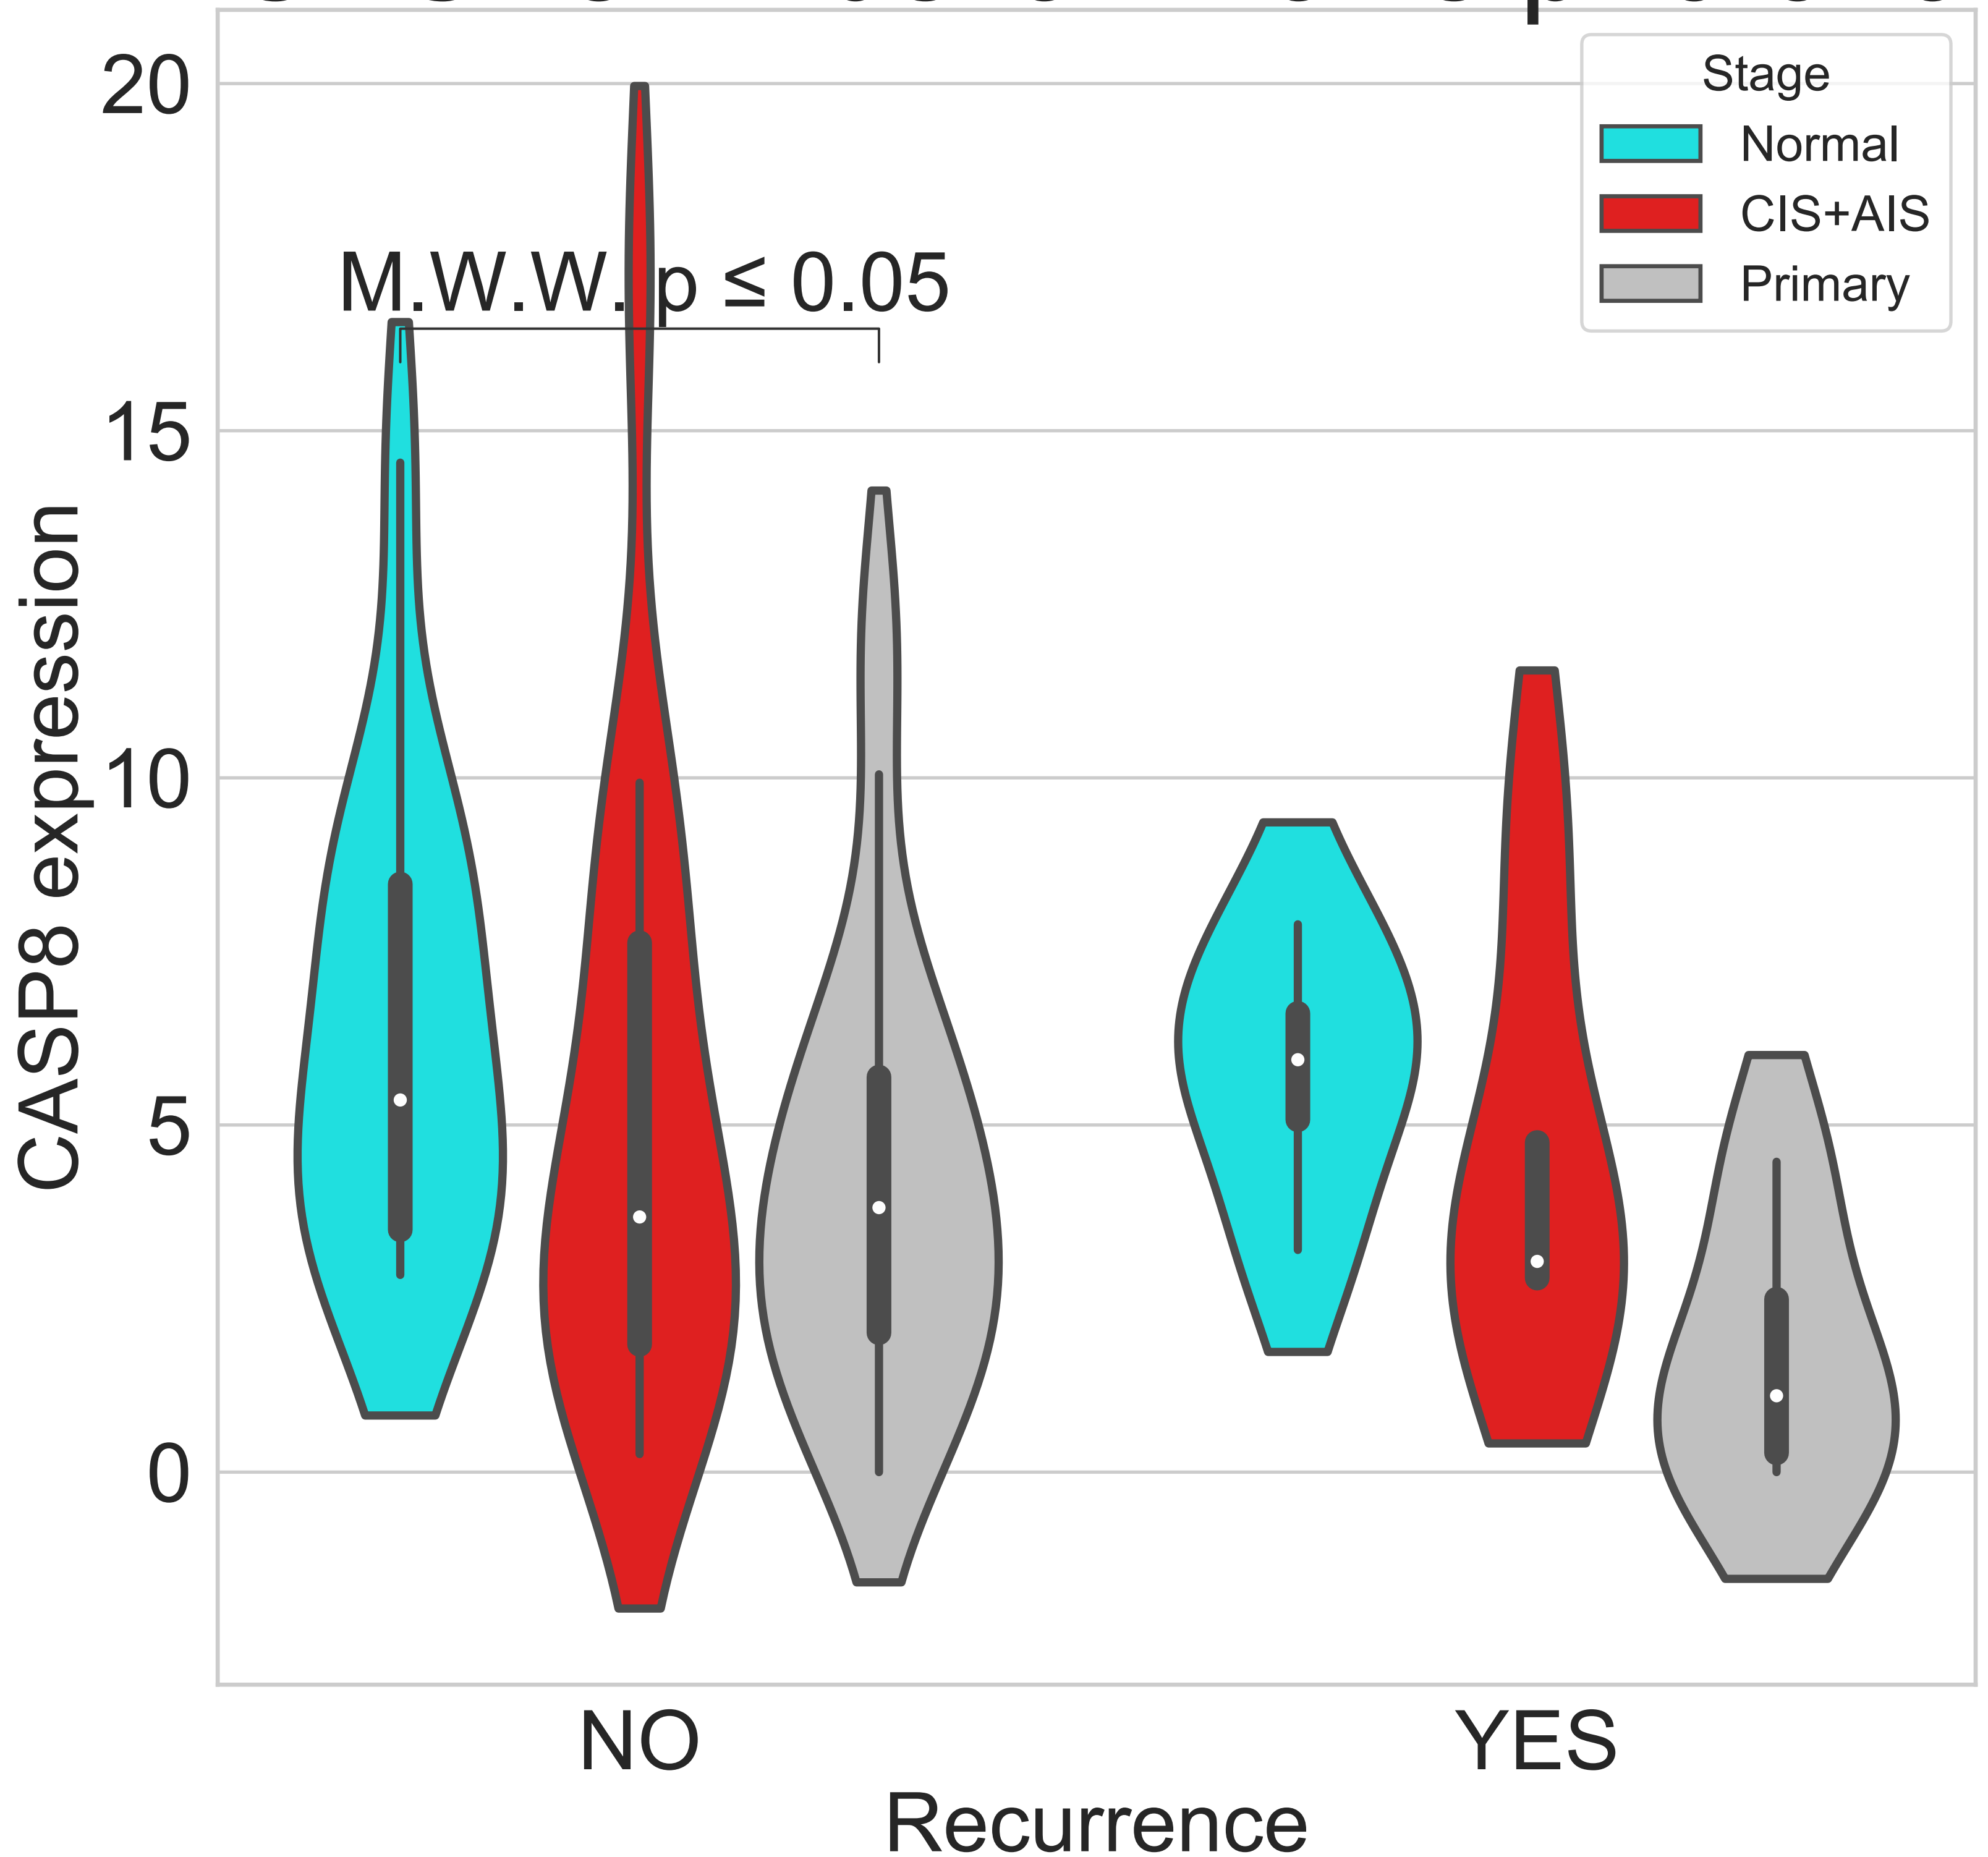 Stage
Normal
CIS+AIS
Primary
M.W.W. p ≤ 0.05
20
15
10
5
0
CASP8 expression
NO
YES
Recurrence